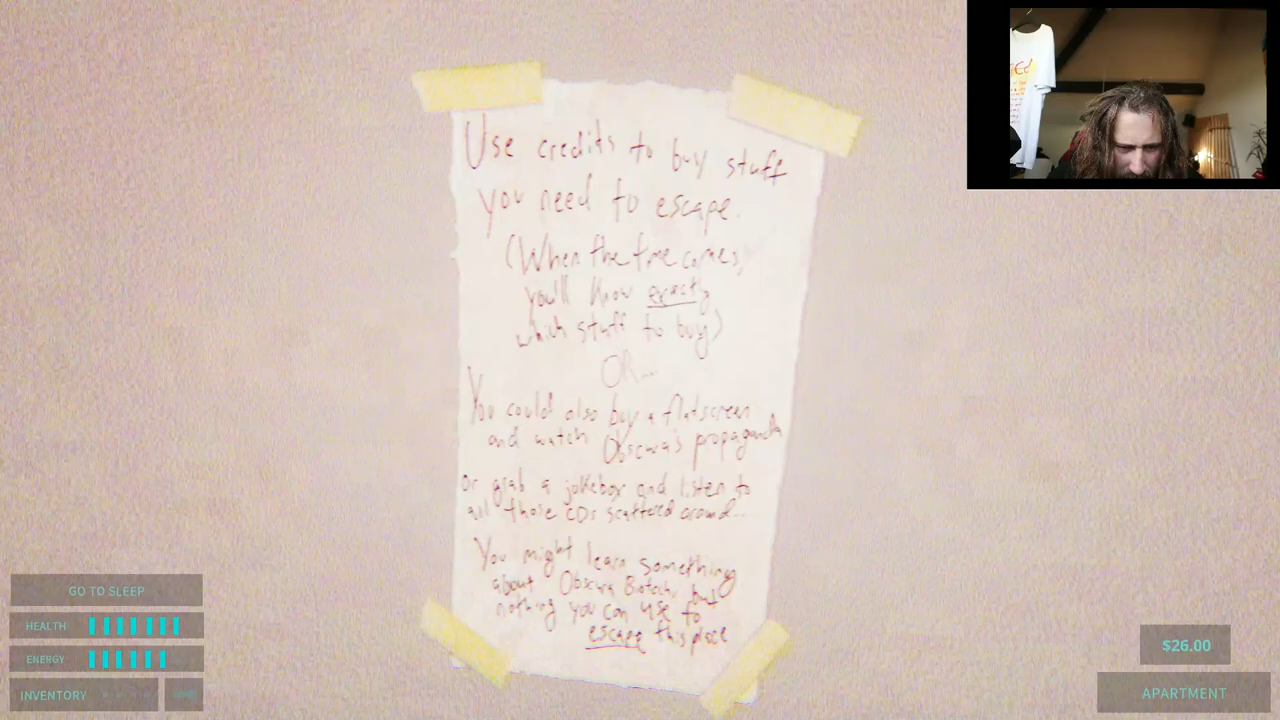 Use credits to buy stuff
you need to escape.
(When the time comes,
you'll know exactly
which stuff to buy)
OR...
You could also buy a flatscreen
and watch Obscura's propaganda
or grab a jokebox and listen to
all those CDs scattered around...
You might learn something
about Obscura Biotech, but
nothing you can use to
escape this place
GO TO SLEEP
HEALTH
ENERGY
INVENTORY
$26.00
APARTMENT